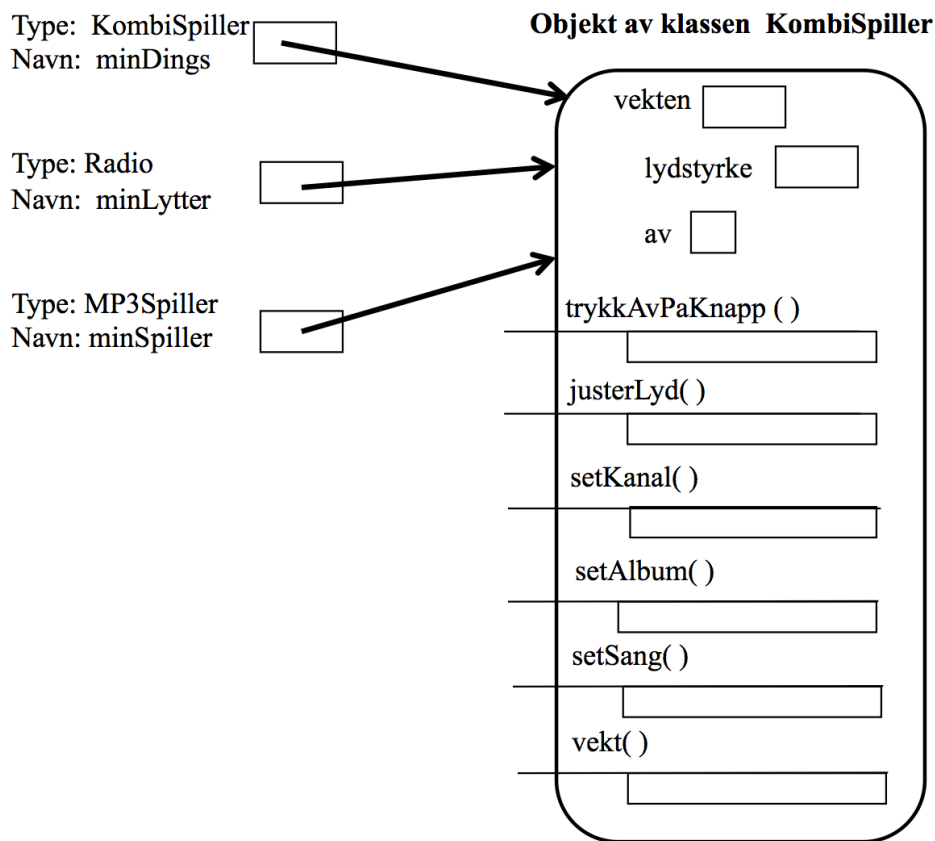 Type: KombiSpiller
Navn: minDings
Objekt av klassen KombiSpiller
vekten
Type: Radio
Navn: minLytter
lydstyrke
av
Type: MP3Spiller
Navn: minSpiller
trykkAvPaKnapp ( )
justerLyd( )
setKanal( )
setAlbum( )
setSang( )
vekt( )